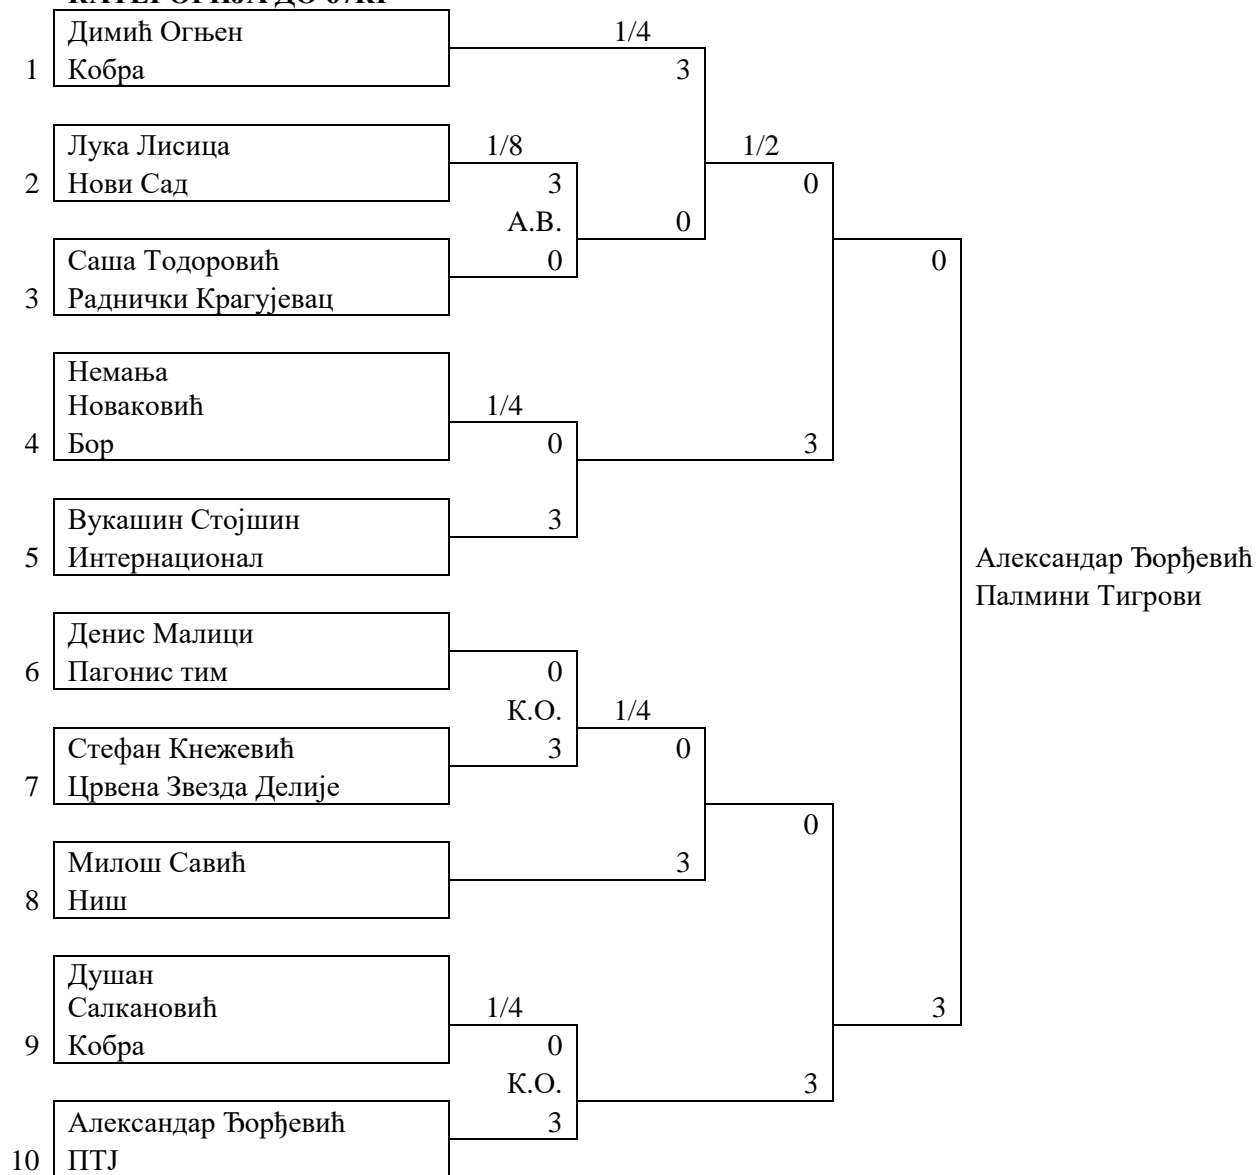 Димић Огњен
1/4
1
Кобра
3
Лука Лисица
1/8
1/2
2
Нови Сад
3
0
А.В.
0
Саша Тодоровић
0
0
3
Раднички Крагујевац
Немања
Новаковић
1/4
4
Бор
0
3
Вукашин Стојшин
3
5
Интернационал
Александар Ђорђевић
Палмини Тигрови
Денис Малици
6
Пагонис тим
0
К.О.
1/4
Стефан Кнежевић
3
0
7
Црвена Звезда Делије
0
Милош Савић
3
8
Ниш
Душан
Салкановић
1/4
3
9
Кобра
0
К.О.
3
Александар Ђорђевић
3
10
ПТЈ